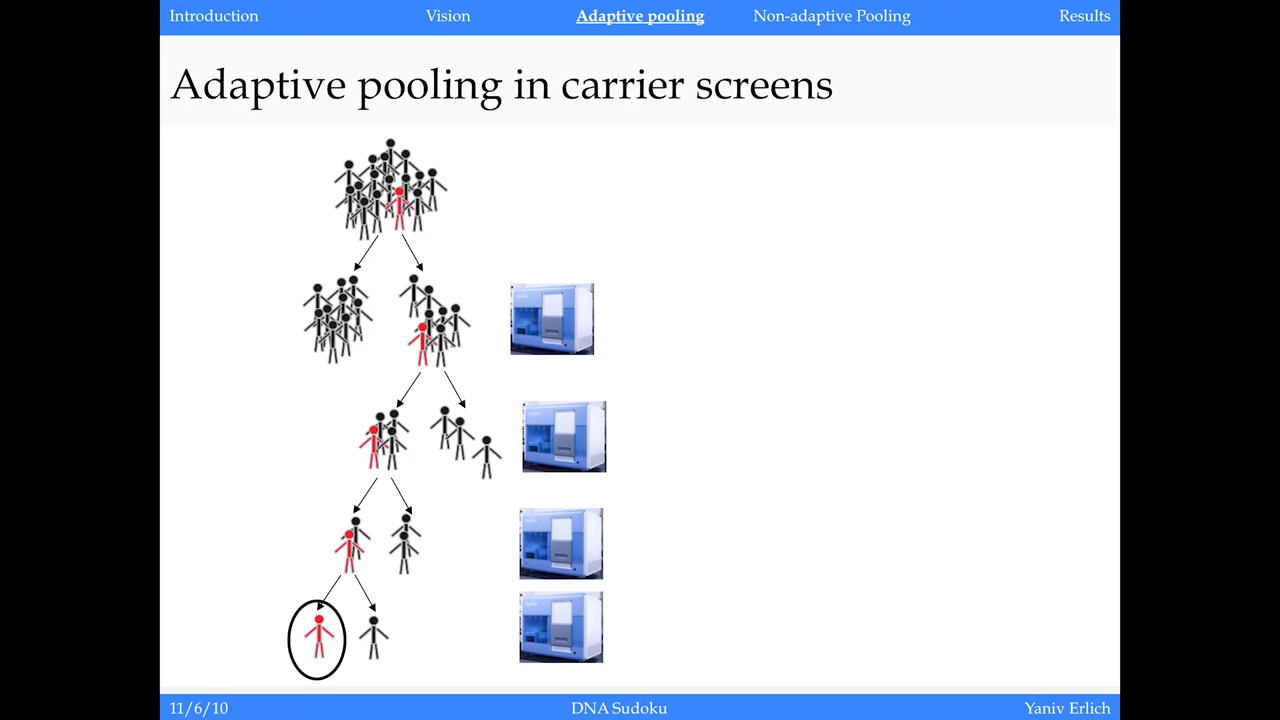 Introduction Vision Adaptive pooling Non-adaptive Pooling Results
Adaptive pooling in carrier screens
11/6/10 DNA Sudoku Yaniv Erlich